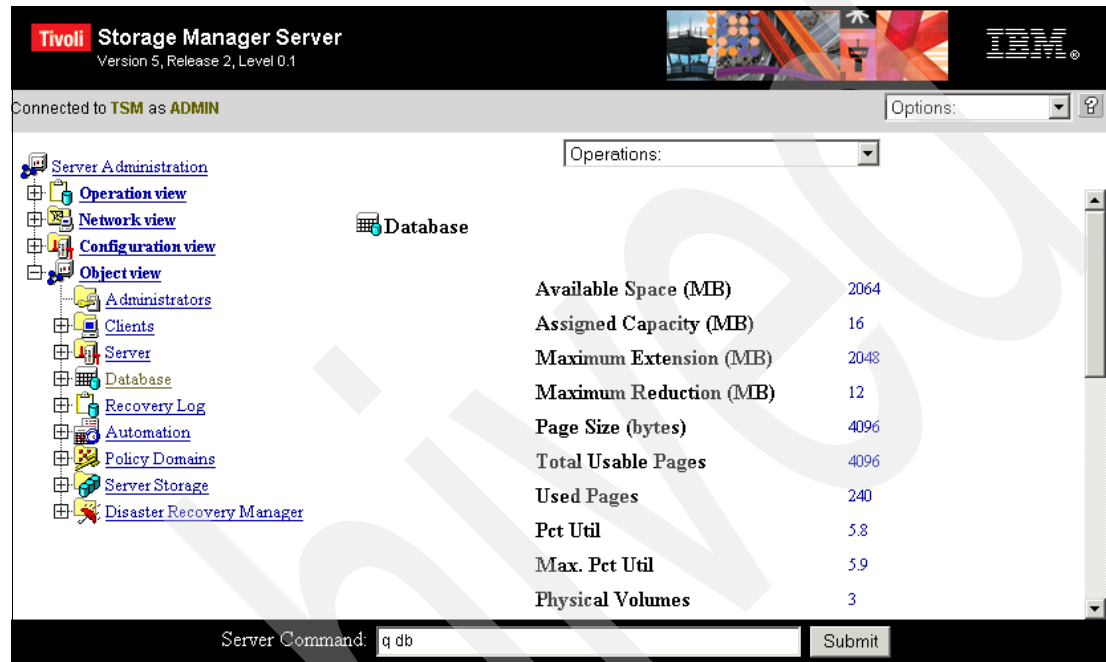 Tivoli Storage Manager Server
Version 5, Release 2, Level 0.1
IBM®
Connected to TSM as ADMIN
Options:
?
Operations:
Server Administration
Operation view
Network view
Configuration view
Object view
Administrators
Clients
Server
Database
Recovery Log
Automation
Policy Domains
Server Storage
Disaster Recovery Manager
Database
Available Space (MB) 2064
Assigned Capacity (MB) 16
Maximum Extension (MB) 2048
Maximum Reduction (MB) 12
Page Size (bytes) 4096
Total Usable Pages 4096
Used Pages 240
Pct Util 5.8
Max. Pct Util 5.9
Physical Volumes 3
Server Command: q db Submit